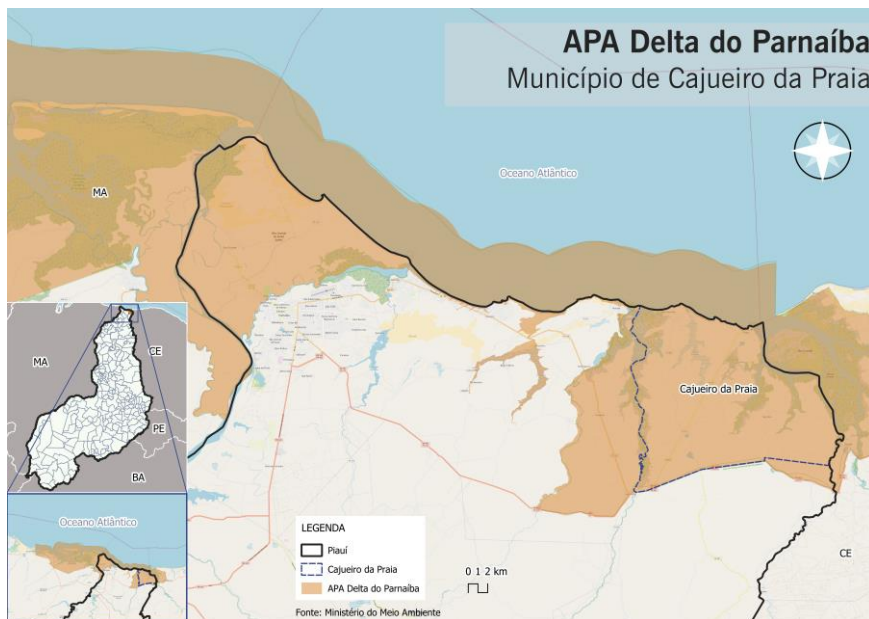 APA Delta do Parnaíba
Município de Cajueiro da Praia
Oceano Atlântico
MA
Cajueiro da Praia
MA
CE
PE
BA
Oceano Atlântico
LEGENDA
Piauí
Cajueiro da Praia
APA Delta do Parnaíba
0 1 2 km
Fonte: Ministério do Meio Ambiente
CE